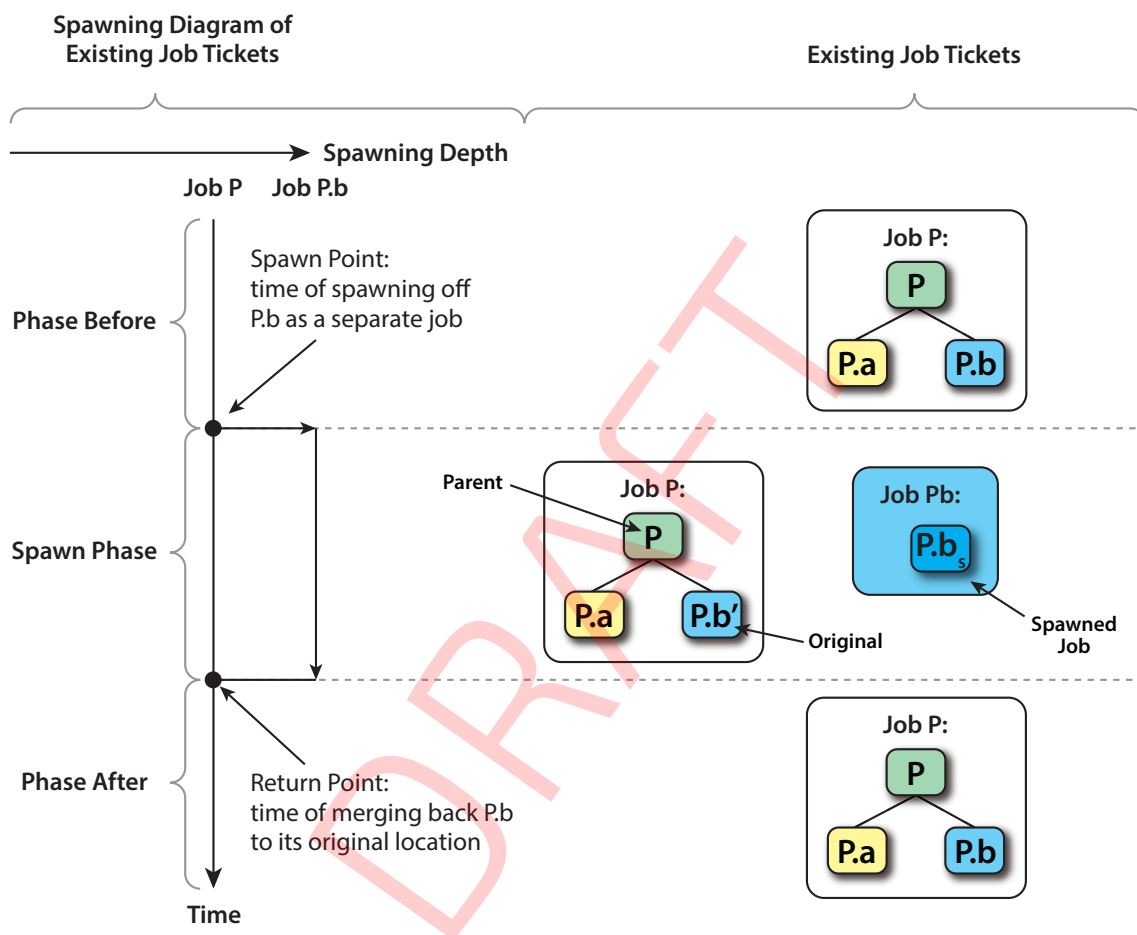 Spawning Diagram of
Existing Job Tickets
Existing Job Tickets
Spawning Depth
Job P
Job P.b
Job P:
P
P.a
P.b
Spawn Point:
time of spawning off
P.b as a separate job
Phase Before
Parent
Job P:
P
P.a
P.b′
Original
Job Pb:
P.bs
Spawned
Job
Spawn Phase
Job P:
P
P.a
P.b
Phase After
Return Point:
time of merging back P.b
to its original location
Time
DRAFT